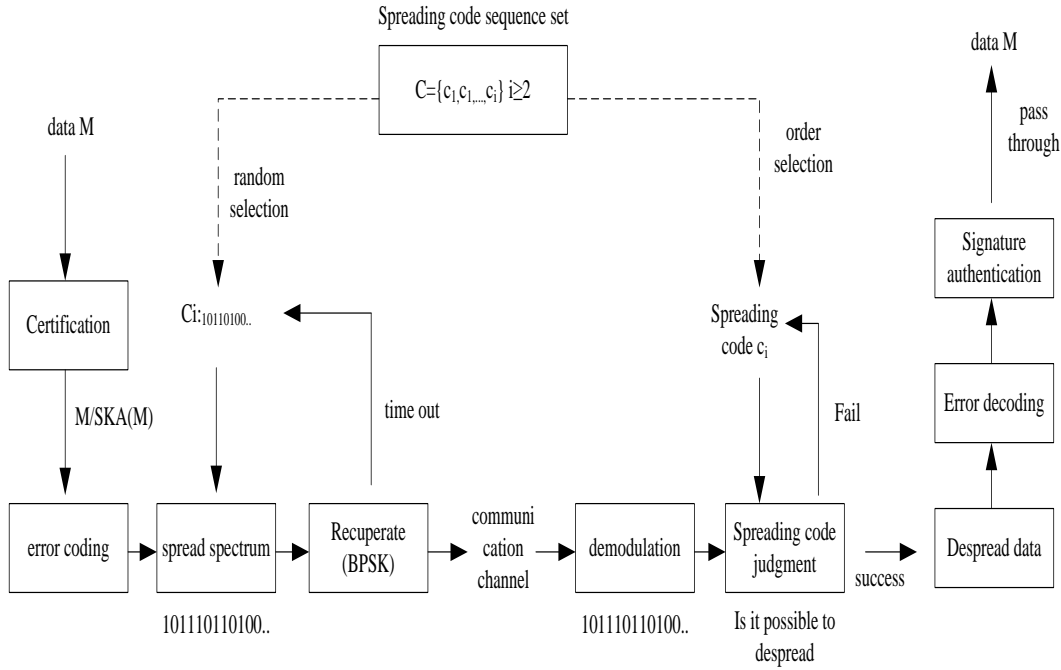 Spreading code sequence set
C={c₁,c₁,...,cᵢ} i≥2
data M
random
selection
order
selection
data M
pass
through
Certification
Ci:10110100..
Spreading
code cᵢ
Signature
authentication
M/SKA(M)
time out
Fail
Error decoding
error coding
spread spectrum
Recuperate
(BPSK)
communi
cation
channel
demodulation
Spreading code
judgment
success
Despread data
101110110100..
101110110100..
Is it possible to
despread